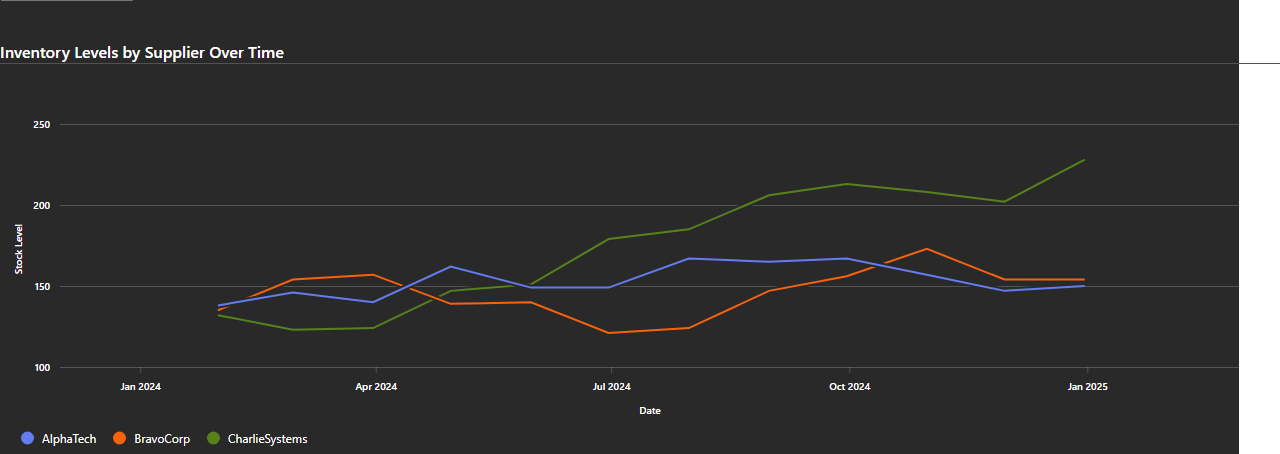 Inventory Levels by Supplier Over Time
250
200
150
100
Stock Level
Jan 2024 Apr 2024 Jul 2024 Oct 2024 Jan 2025
Date
AlphaTech BravoCorp CharlieSystems